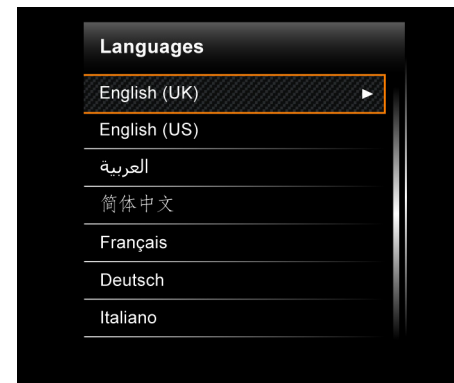 Languages
English (UK)
English (US)
العربية
简体中文
Français
Deutsch
Italiano